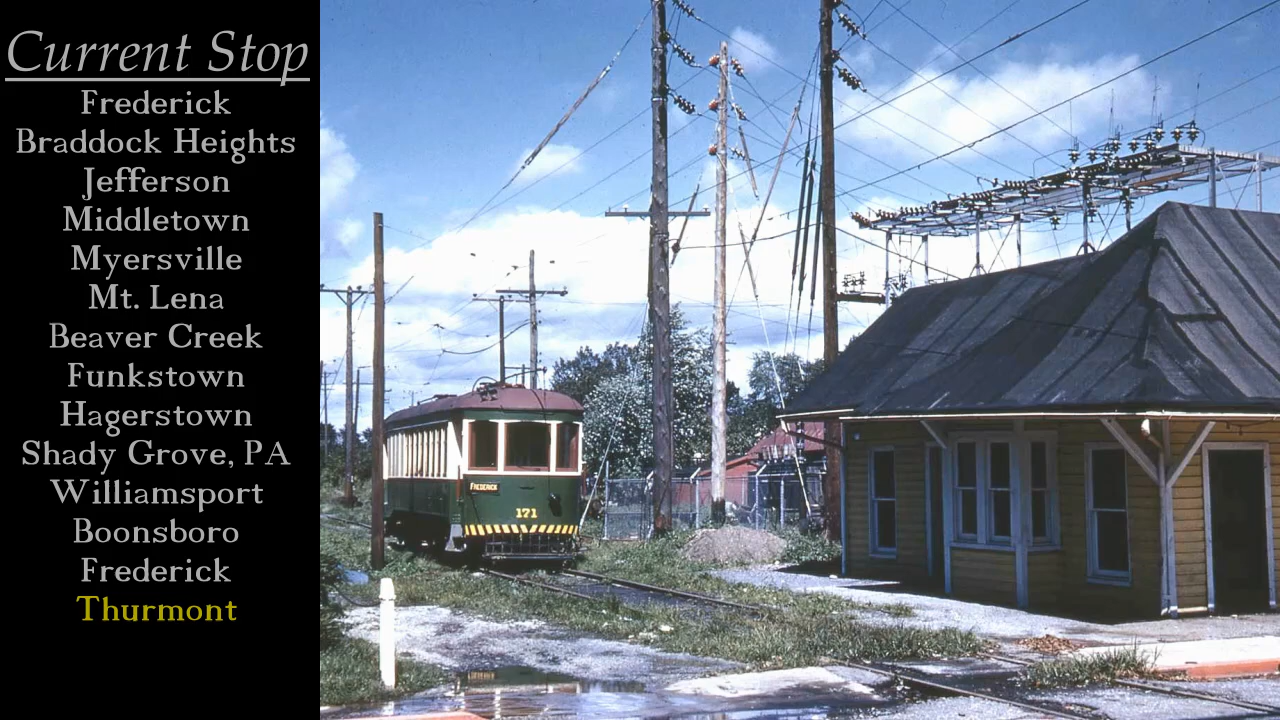 Current Stop
Frederick
Braddock Heights
Jefferson
Middletown
Myersville
Mt. Lena
Beaver Creek
Funkstown
Hagerstown
Shady Grove, PA
Williamsport
Boonsboro
Frederick
Thurmont
FREDERICK
171